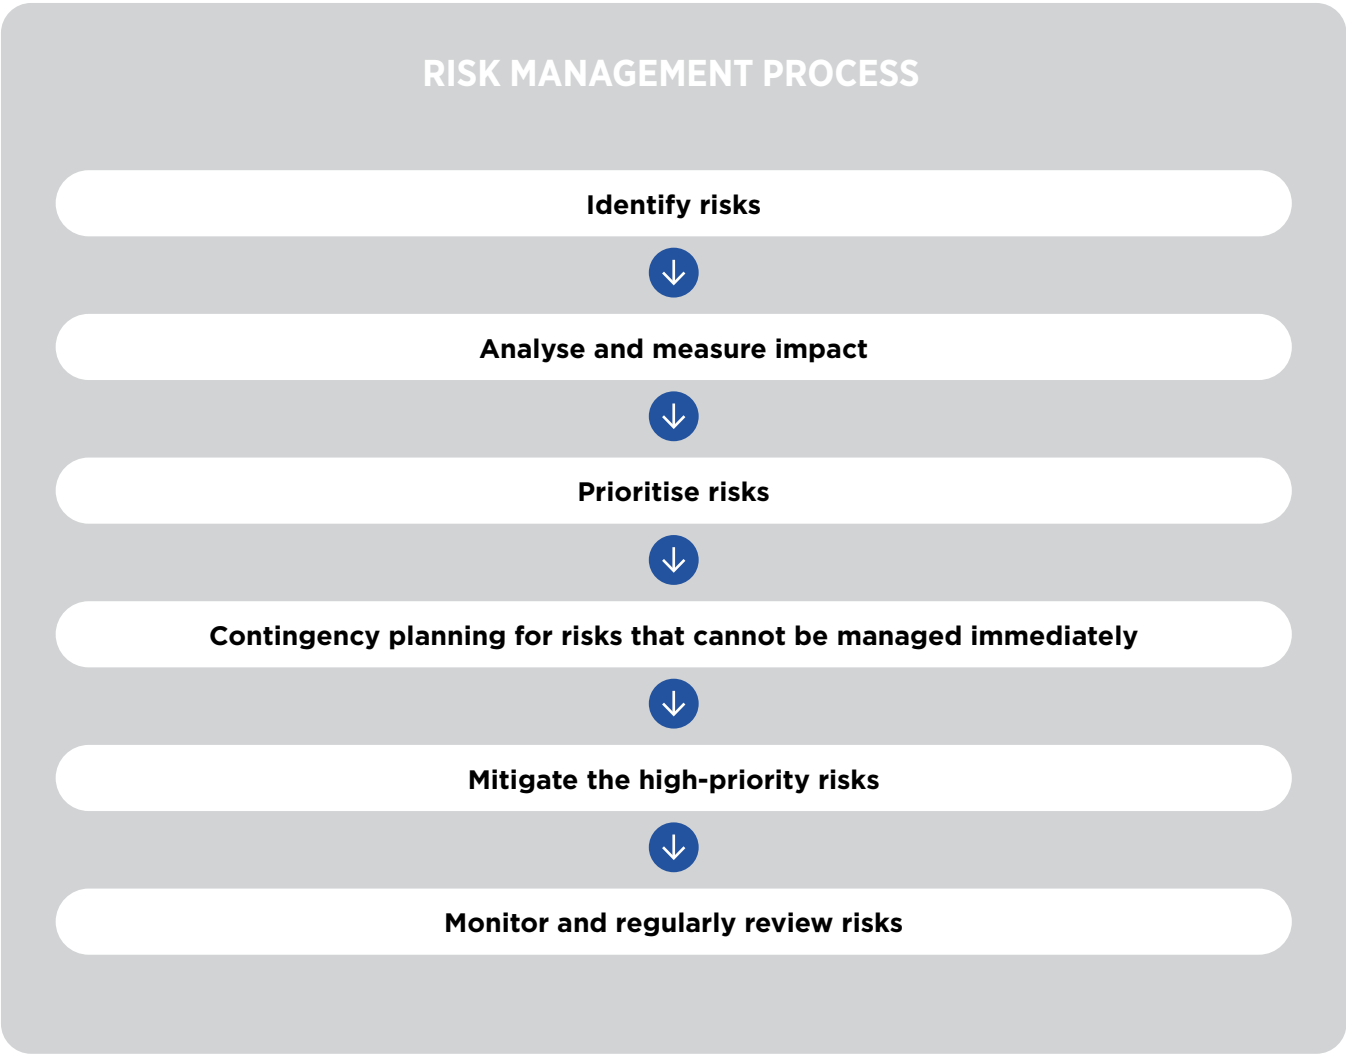 RISK MANAGEMENT PROCESS
Identify risks
Analyse and measure impact
Prioritise risks
Contingency planning for risks that cannot be managed immediately
Mitigate the high-priority risks
Monitor and regularly review risks